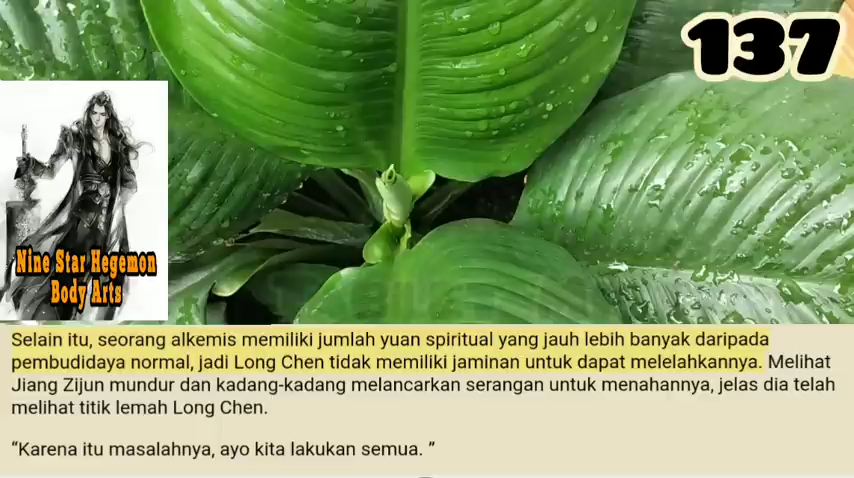 137
Nine Star Hegemon
Body Arts
Selain itu, seorang alkemis memiliki jumlah yuan spiritual yang jauh lebih banyak daripada
pembudidaya normal, jadi Long Chen tidak memiliki jaminan untuk dapat melelahkannya. Melihat
Jiang Zijun mundur dan kadang-kadang melancarkan serangan untuk menahannya, jelas dia telah
melihat titik lemah Long Chen.
“Karena itu masalahnya, ayo kita lakukan semua. ”